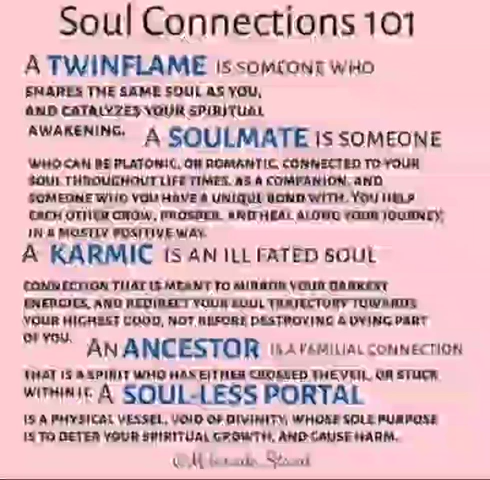 Soul Connections 101
A TWINFLAME IS SOMEONE WHO
SHARES THE SAME SOUL AS YOU,
AND CATALYZES YOUR SPIRITUAL
AWAKENING. A SOULMATE IS SOMEONE
WHO CAN BE PLATONIC, OR ROMANTIC, CONNECTED TO YOUR
SOUL THROUGHOUT LIFE TIMES, AS A COMPANION, AND
SOMEONE WHO YOU HAVE A UNIQUE BOND WITH. YOU HELP
EACH OTHER GROW, PROSPER, AND HEAL ALONG YOUR JOURNEY,
IN A MOSTLY POSITIVE WAY.
A KARMIC IS AN ILL FATED SOUL
CONNECTION THAT IS MEANT TO MIRROR YOUR DARKEST
ENERGIES, AND REDIRECT YOUR SOUL TRAJECTORY TOWARDS
YOUR HIGHEST GOOD, NOT BEFORE DESTROYING A DYING PART
OF YOU.
AN ANCESTOR IS A FAMILIAL CONNECTION
THAT IS A SPIRIT WHO HAS EITHER CROSSED THE VEIL, OR STUCK
WITHIN IT. A SOUL-LESS PORTAL
IS A PHYSICAL VESSEL, VOID OF DIVINITY, WHOSE SOLE PURPOSE
IS TO DETER YOUR SPIRITUAL GROWTH, AND CAUSE HARM.